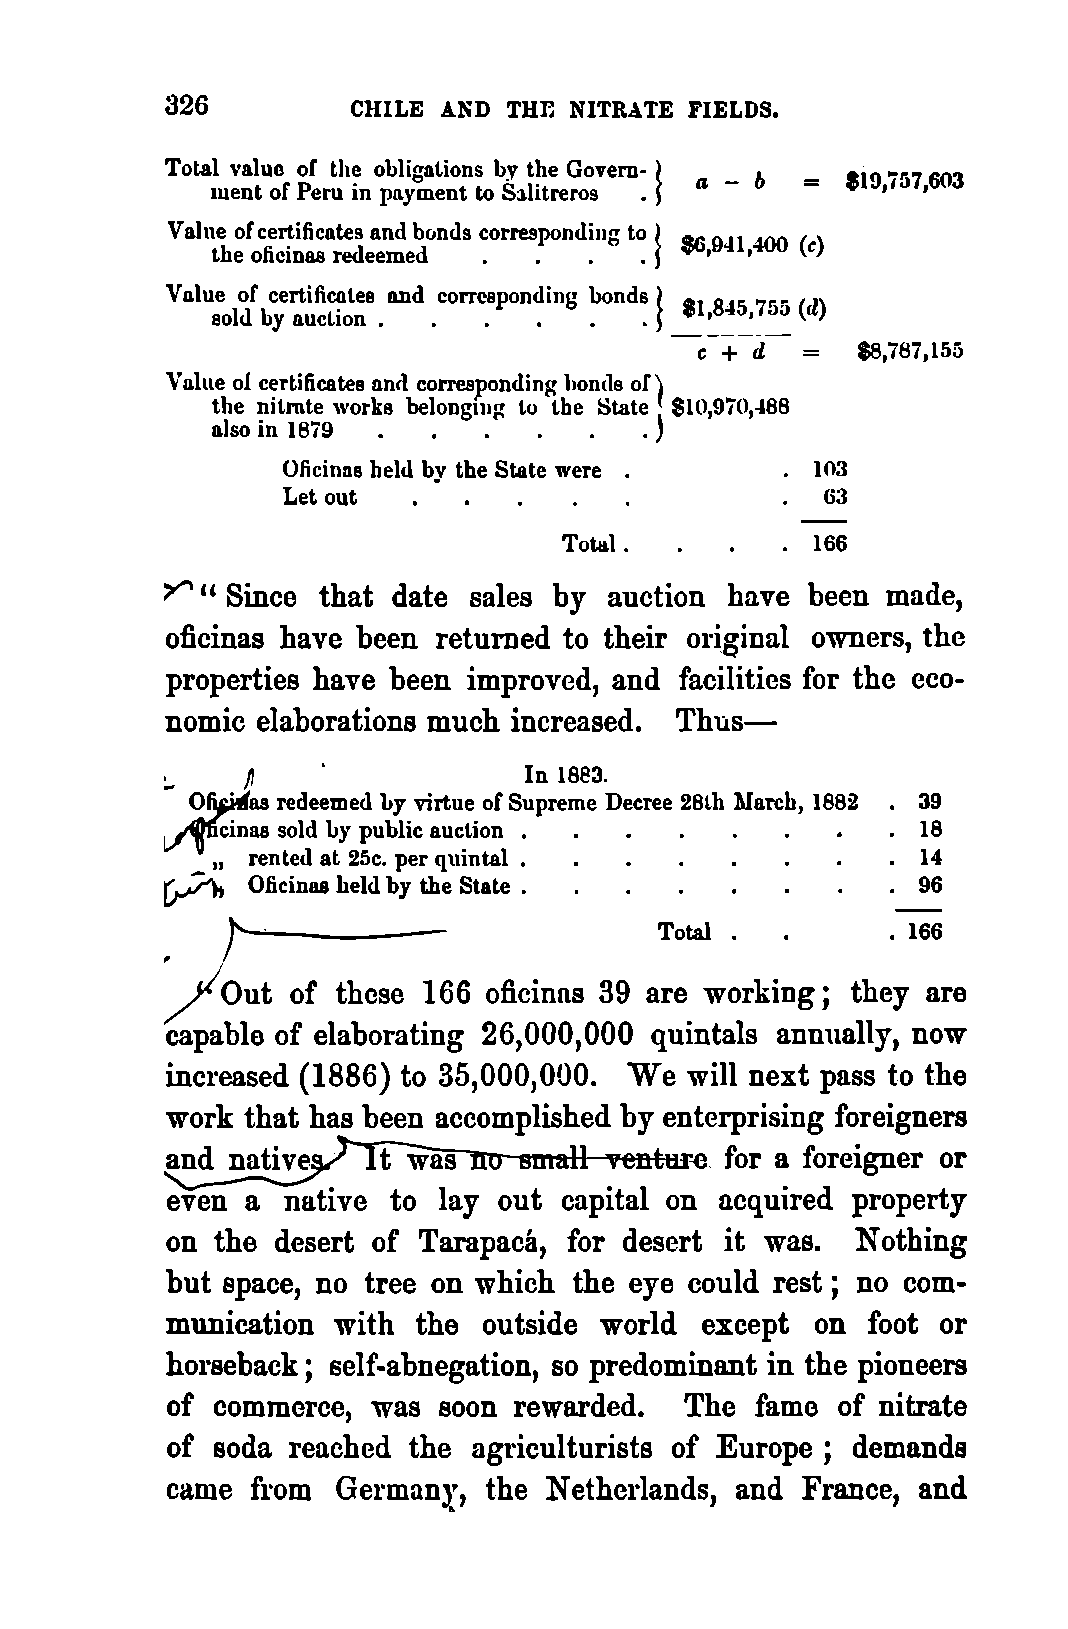 326 CHILE AND THE NITRATE FIELDS.
Total value of the obligations by the Govern- } a - b = $19,757,603
ment of Peru in payment to Salitreros .
Value of certificates and bonds corresponding to } $6,941,400 (c)
the oficinas redeemed . . . .
Value of certificates and corresponding bonds } $1,845,755 (d)
sold by auction . . . . . .
c + d = $8,787,155
Value of certificates and corresponding bonds of
the nitrate works belonging to the State } $10,970,488
also in 1879 . . . . . .
Oficinas held by the State were . . 103
Let out . . . . . . 63
Total . . . . 166
“ Since that date sales by auction have been made,
oficinas have been returned to their original owners, the
properties have been improved, and facilities for the eco-
nomic elaborations much increased. Thus—
In 1883.
Oficinas redeemed by virtue of Supreme Decree 28th March, 1882 . 39
Oficinas sold by public auction . . . . . . . . 18
„ rented at 25c. per quintal . . . . . . . . 14
„ Oficinas held by the State . . . . . . . . 96
Total . . . 166
“ Out of these 166 oficinas 39 are working; they are
capable of elaborating 26,000,000 quintals annually, now
increased (1886) to 35,000,000. We will next pass to the
work that has been accomplished by enterprising foreigners
and natives. It was no small venture for a foreigner or
even a native to lay out capital on acquired property
on the desert of Tarapacá, for desert it was. Nothing
but space, no tree on which the eye could rest; no com-
munication with the outside world except on foot or
horseback; self-abnegation, so predominant in the pioneers
of commerce, was soon rewarded. The fame of nitrate
of soda reached the agriculturists of Europe; demands
came from Germany, the Netherlands, and France, and